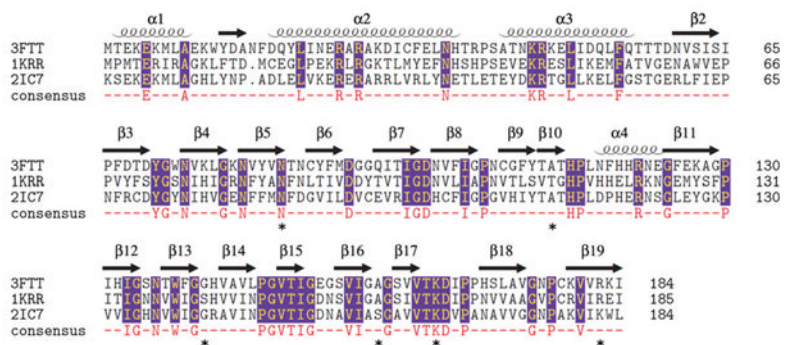 α1 α2 α3 β2
3FTT MTEKEKMLAEKWYDANFDQYLINERARAKDICFELNHTRPSATNKRKELIDQLFQTTTDNVSISI 65
1KRR MPMTERIRAGKLFTD.MCEGLPEKRLRGKTLMYEFNHSHPSEVEKRESLIKEMFATVGENAWVEP 66
2IC7 KSEKEKMLAGHLYNP.ADLELVKERERARRLVRLYNETLETEYDKRTGLLKELFGSTGERLFIEP 65
consensus ----E---A-----------L---R-R--------N--------KR--L----F-----------
β3 β4 β5 β6 β7 β8 β9 β10 α4 β11
3FTT PFDTDYGWNVKLGKNVYVNTNCYFMDGGQITIGDNVFIGPNCGFYTATHPLNFHHRNEGFEKAGP 130
1KRR PVYFSYGSNIHIGRNFYANFNLTIVDDYTVTIGDNVLIAPNVTLSVTGHPVHHELRKNGEMYSFP 131
2IC7 NFRCDYGYNIHVGENFFMNFDGVILDVCEVRIGDHCFIGPGVHIYTATHPLDPHERNSGLEYGKP 130
consensus -----YG-N---G-N---N------D-----IGD---I-P--------HP-----R--G-----P
* *
β12 β13 β14 β15 β16 β17 β18 β19
3FTT IHIGSNTWFGGHVAVLPGVTIGEGSVIGAGSVVTKDIPPHSLAVGNPCKVVRKI 184
1KRR ITIGNNVWIGSHVVINPGVTIGDNSVIGAGSIVTKDIPPNVVAAGVPCRVIREI 185
2IC7 VVIGHNVWIGGRAVINPGVTIGDNAVIASGAVVTKDVPANAVVGGNPAKVIKWL 184
consensus --IG-N-W-G------PGVTIG---VI--G--VTKD-P------G-P--V----
* * * *